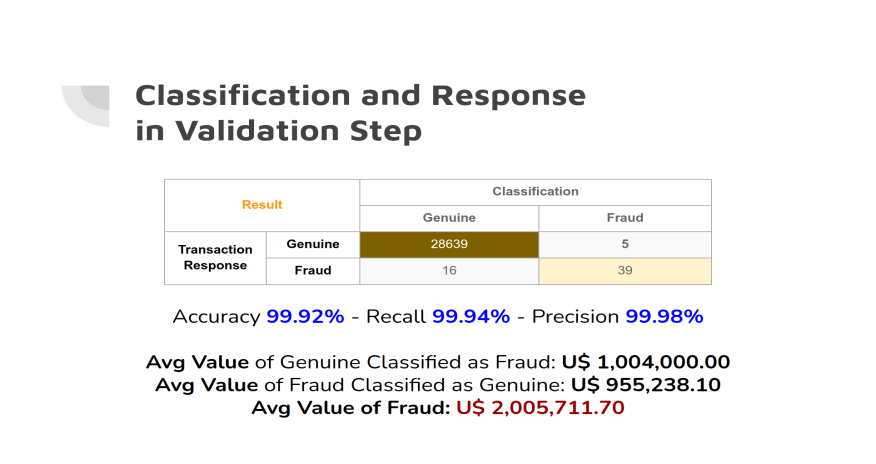 Classification and Response
in Validation Step
Result
Classification
Genuine
Fraud
Transaction
Response
Genuine
28639
5
Fraud
16
39
Accuracy 99.92% - Recall 99.94% - Precision 99.98%
Avg Value of Genuine Classified as Fraud: U$ 1,004,000.00
Avg Value of Fraud Classified as Genuine: U$ 955,238.10
Avg Value of Fraud: U$ 2,005,711.70